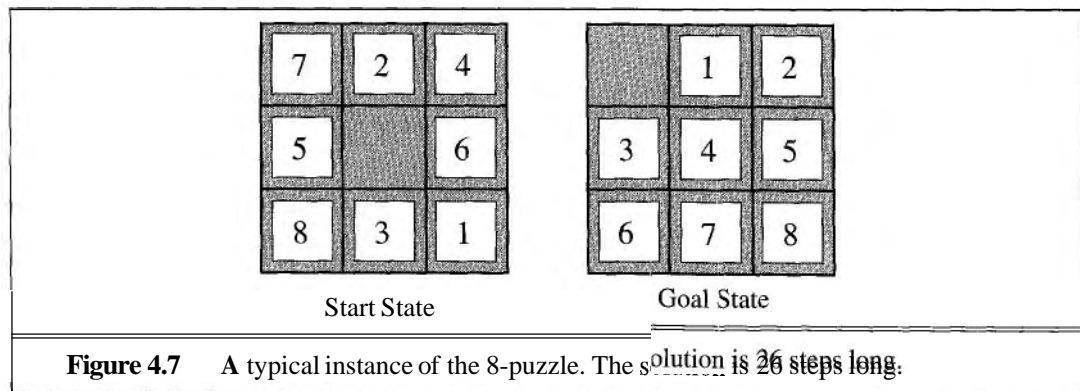 7 2 4 1 2
5 6 3 4 5
8 3 1 6 7 8
Start State Goal State
Figure 4.7 A typical instance of the 8-puzzle. The solution is 26 steps long.